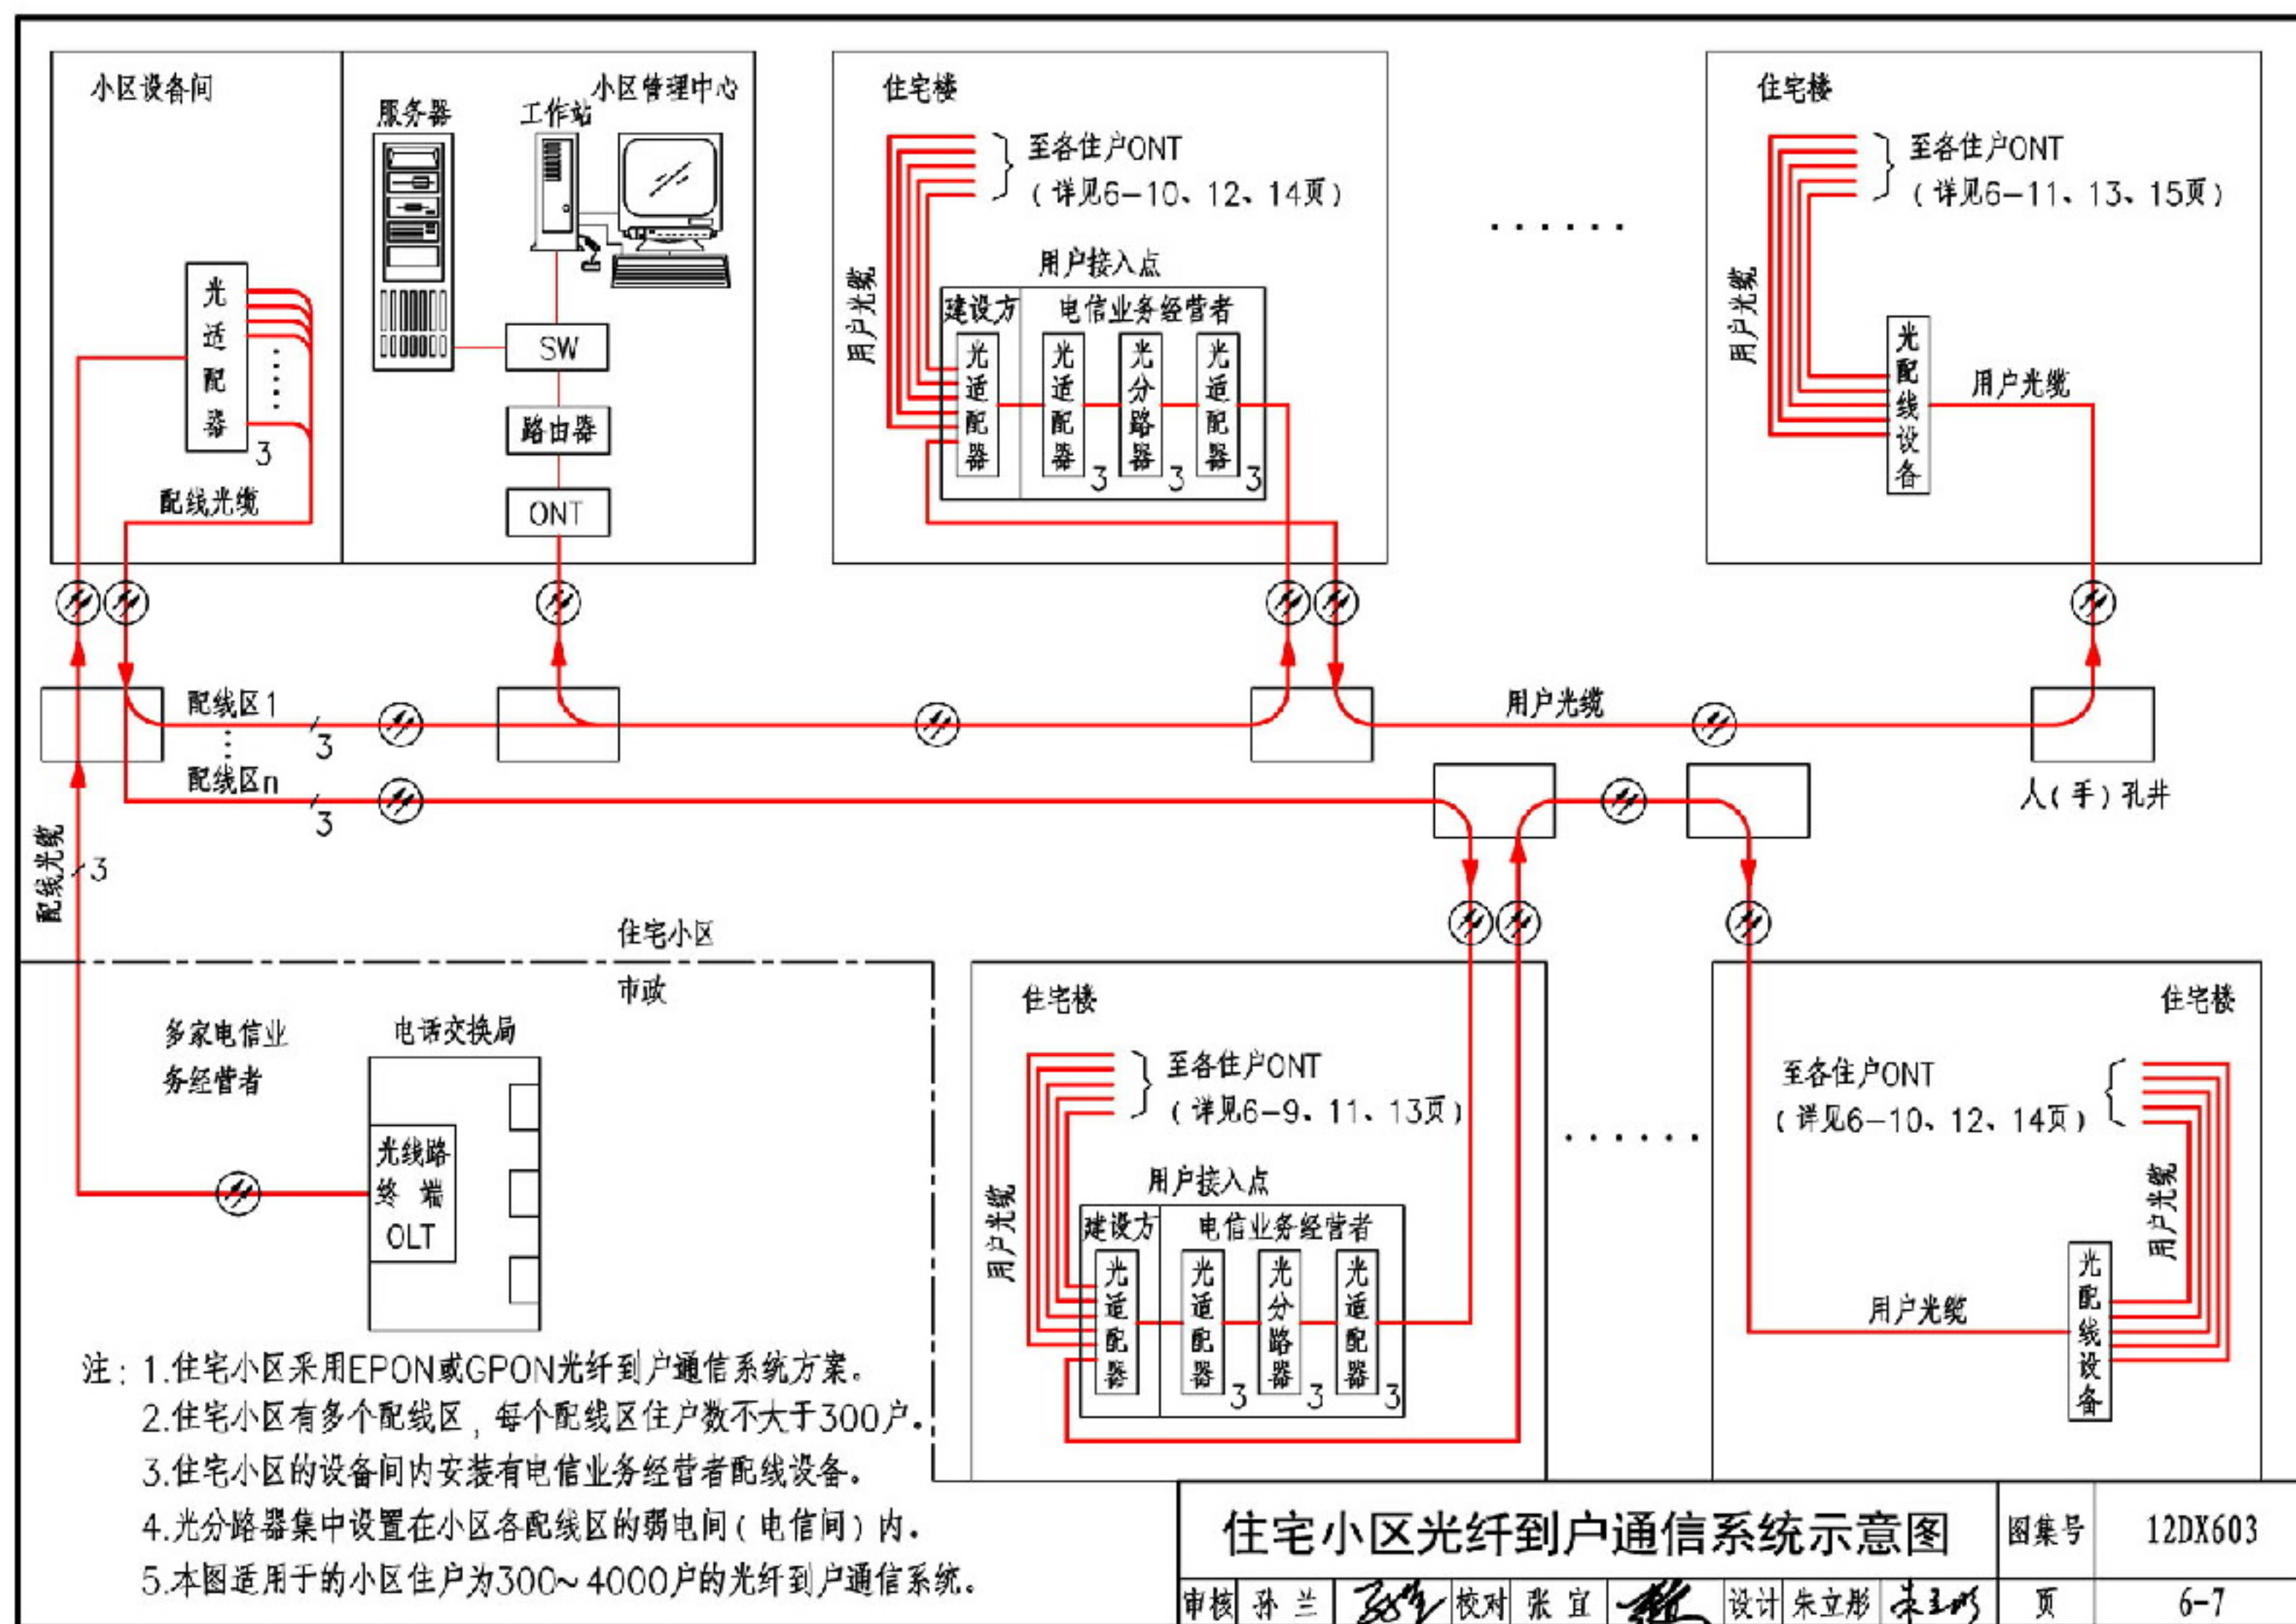 小区设备间
小区管理中心
服务器
工作站
光适配器
3
配线光缆
SW
路由器
ONT
住宅楼
至各住户ONT
(详见6-10、12、14页)
用户光缆
用户接入点
建设方
电信业务经营者
光适配器
光适配器
3
光分路器
3
光适配器
3
······
住宅楼
至各住户ONT
(详见6-11、13、15页)
用户光缆
光配线设备
用户光缆
配线区1
3
配线区n
3
用户光缆
人(手)孔井
配线光缆
3
住宅小区
市政
多家电信业
务经营者
电话交换局
光线路
终 端
OLT
住宅楼
至各住户ONT
(详见6-9、11、13页)
用户光缆
用户接入点
建设方
电信业务经营者
光适配器
光适配器
3
光分路器
3
光适配器
3
······
住宅楼
至各住户ONT
(详见6-10、12、14页)
用户光缆
用户光缆
光配线设备
注: 1.住宅小区采用EPON或GPON光纤到户通信系统方案。
2.住宅小区有多个配线区,每个配线区住户数不大于300户。
3.住宅小区的设备间内安装有电信业务经营者配线设备。
4.光分路器集中设置在小区各配线区的弱电间(电信间)内。
5.本图适用于的小区住户为300~4000户的光纤到户通信系统。
住宅小区光纤到户通信系统示意图
图集号 12DX603
审核 孙 兰 校对 张 宜 设计 朱立彤 页 6-7